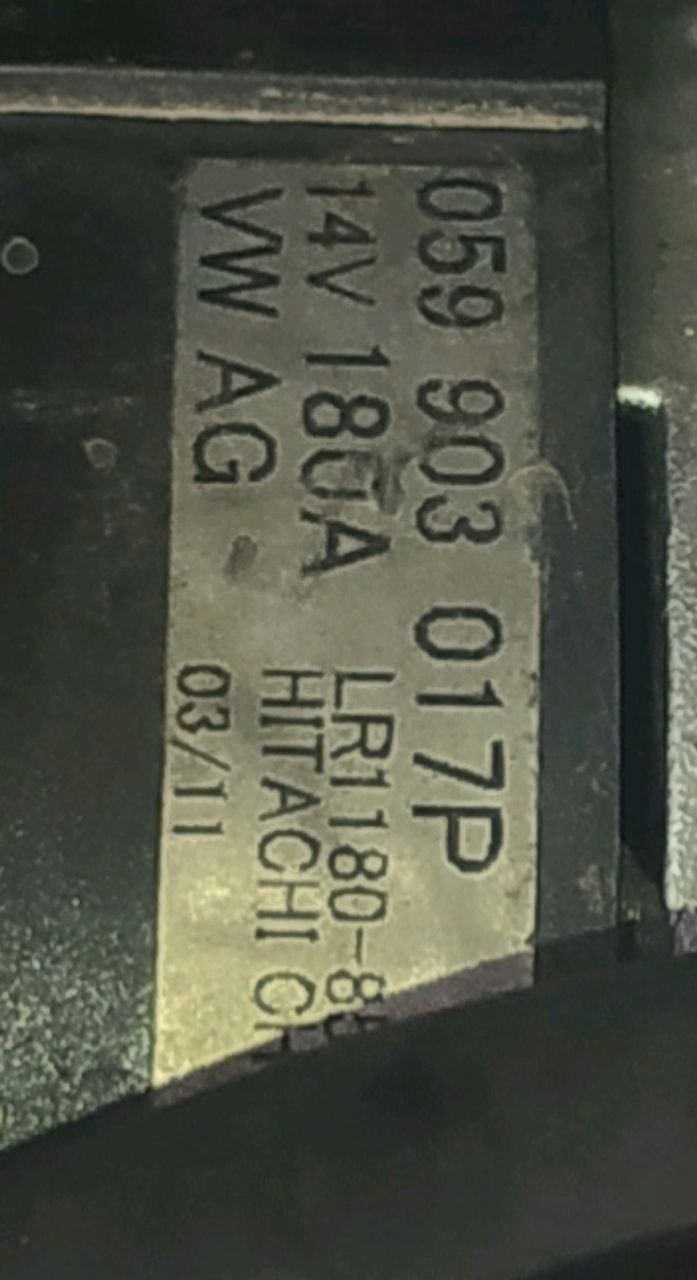 059 903 017P
14V 180A LR1180-8
VW AG HITACHI
03/11